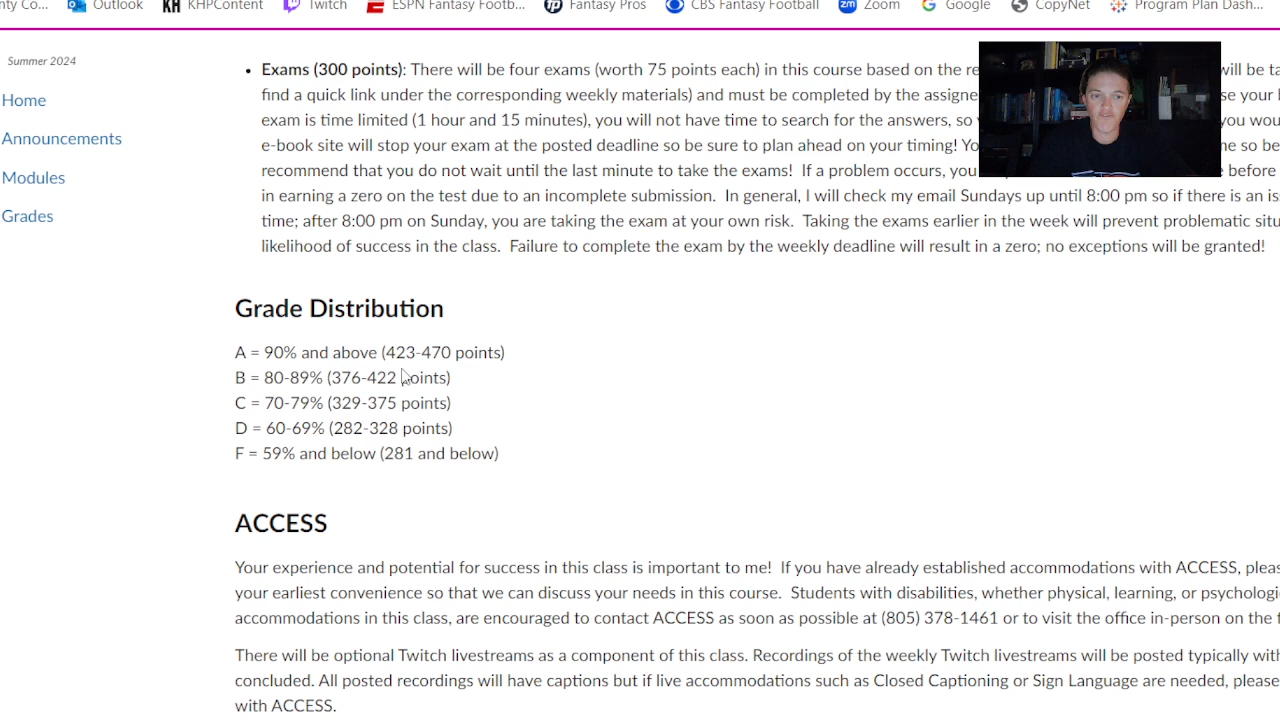 nty Co... Outlook KHPContent Twitch ESPN Fantasy Footb... Fantasy Pros CBS Fantasy Football Zoom Google CopyNet Program Plan Dash...
Summer 2024
Home
Announcements
Modules
Grades
• Exams (300 points): There will be four exams (worth 75 points each) in this course based on the re will be ta
find a quick link under the corresponding weekly materials) and must be completed by the assigne se your
exam is time limited (1 hour and 15 minutes), you will not have time to search for the answers, so you wou
e-book site will stop your exam at the posted deadline so be sure to plan ahead on your timing! Yo me so be
recommend that you do not wait until the last minute to take the exams! If a problem occurs, you before
in earning a zero on the test due to an incomplete submission. In general, I will check my email Sundays up until 8:00 pm so if there is an is
time; after 8:00 pm on Sunday, you are taking the exam at your own risk. Taking the exams earlier in the week will prevent problematic situ
likelihood of success in the class. Failure to complete the exam by the weekly deadline will result in a zero; no exceptions will be granted!
Grade Distribution
A = 90% and above (423-470 points)
B = 80-89% (376-422 points)
C = 70-79% (329-375 points)
D = 60-69% (282-328 points)
F = 59% and below (281 and below)
ACCESS
Your experience and potential for success in this class is important to me! If you have already established accommodations with ACCESS, pleas
your earliest convenience so that we can discuss your needs in this course. Students with disabilities, whether physical, learning, or psychologi
accommodations in this class, are encouraged to contact ACCESS as soon as possible at (805) 378-1461 or to visit the office in-person on the f
There will be optional Twitch livestreams as a component of this class. Recordings of the weekly Twitch livestreams will be posted typically with
concluded. All posted recordings will have captions but if live accommodations such as Closed Captioning or Sign Language are needed, please
with ACCESS.